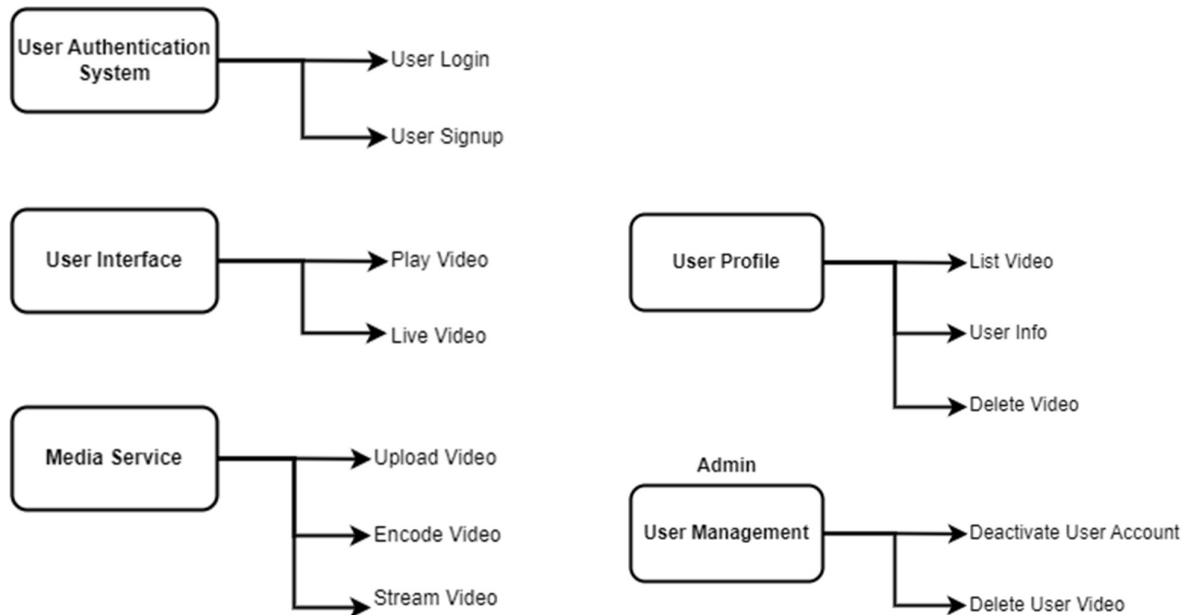 User Authentication
System
User Login
User Signup
User Interface
Play Video
Live Video
Media Service
Upload Video
Encode Video
Stream Video
User Profile
List Video
User Info
Delete Video
Admin
User Management
Deactivate User Account
Delete User Video